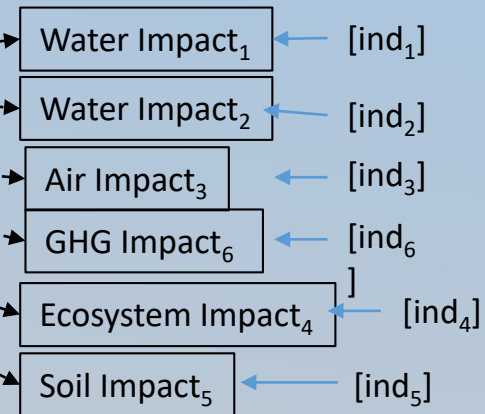 Water Impact₁ [ind₁]
Water Impact₂ [ind₂]
Air Impact₃ [ind₃]
GHG Impact₆ [ind₆
]
Ecosystem Impact₄ [ind₄]
Soil Impact₅ [ind₅]